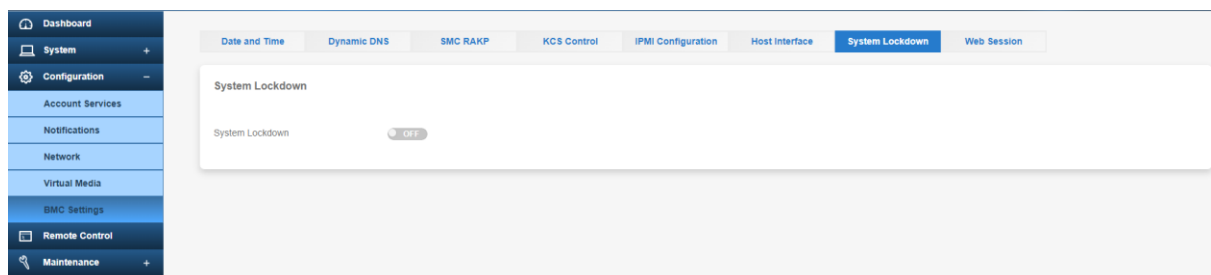 Dashboard
System +
Configuration –
Account Services
Notifications
Network
Virtual Media
BMC Settings
Remote Control
Maintenance +
Date and Time Dynamic DNS SMC RAKP KCS Control IPMI Configuration Host Interface System Lockdown Web Session
System Lockdown
System Lockdown OFF